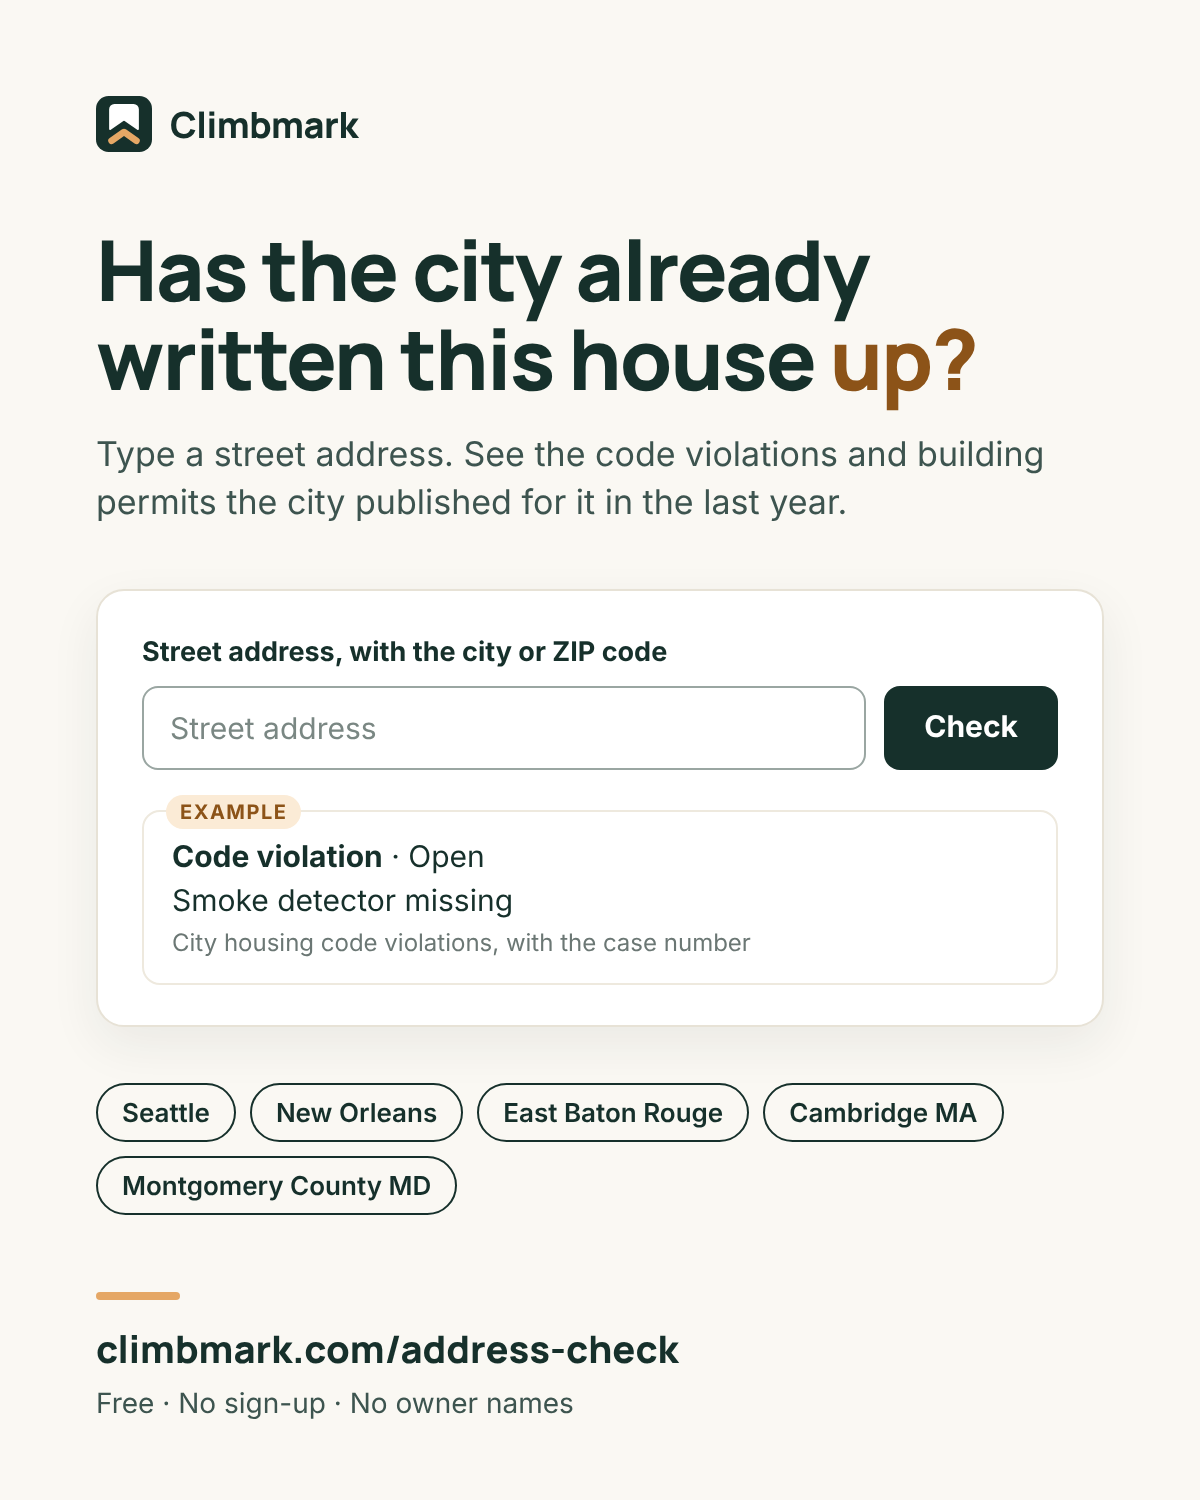 Climbmark
Has the city already
written this house up?
Type a street address. See the code violations and building
permits the city published for it in the last year.
Street address, with the city or ZIP code
Street address
Check
EXAMPLE
Code violation · Open
Smoke detector missing
City housing code violations, with the case number
Seattle
New Orleans
East Baton Rouge
Cambridge MA
Montgomery County MD
climbmark.com/address-check
Free · No sign-up · No owner names